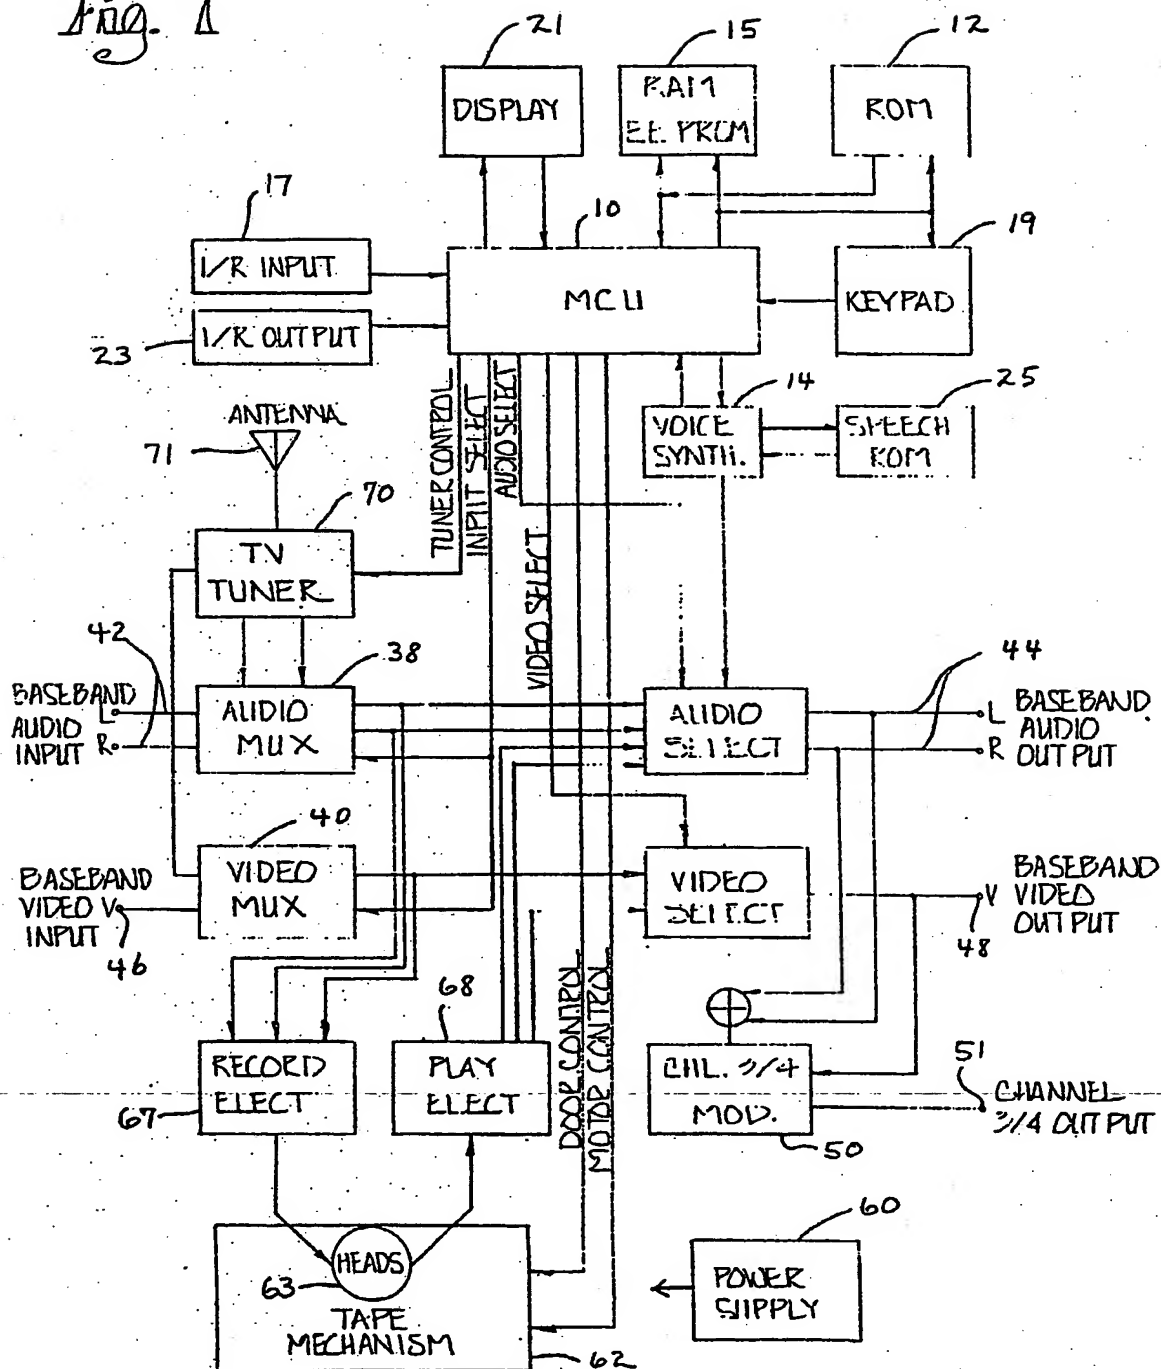 Fig. 1
21
15
12
DISPLAY
RAM
EE PROM
ROM
17
10
19
I/R INPUT
MCU
KEYPAD
I/R OUTPUT
23
TUNER CONTROL
INPUT SELECT
AUDIO SELECT
14
25
ANTENNA
71
VOICE
SYNTH.
SPEECH
ROM
70
TV
TUNER
VIDEO SELECT
42
38
44
BASEBAND
AUDIO
INPUT
L
R
AUDIO
MUX
AUDIO
SELECT
L
R
BASEBAND
AUDIO
OUTPUT
40
BASEBAND
VIDEO
INPUT
V
46
VIDEO
MUX
VIDEO
SELECT
V
48
BASEBAND
VIDEO
OUTPUT
68
DOOR CONTROL
MOTOR CONTROL
RECORD
ELECT
67
PLAY
ELECT
CHL. 3/4
MOD.
50
51
CHANNEL
3/4 OUTPUT
60
HEADS
63
TAPE
MECHANISM
62
POWER
SUPPLY